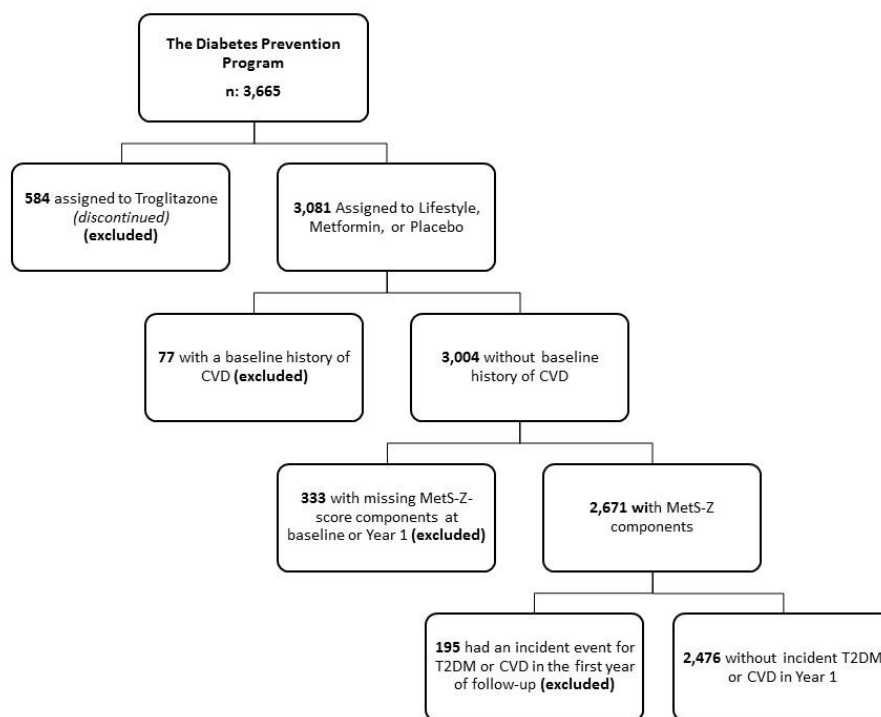 The Diabetes Prevention
Program
n: 3,665
584 assigned to Troglitazone
(discontinued)
(excluded)
3,081 Assigned to Lifestyle,
Metformin, or Placebo
77 with a baseline history of
CVD (excluded)
3,004 without baseline
history of CVD
333 with missing MetS-Z-
score components at
baseline or Year 1 (excluded)
2,671 with MetS-Z
components
195 had an incident event for
T2DM or CVD in the first year
of follow-up (excluded)
2,476 without incident T2DM
or CVD in Year 1